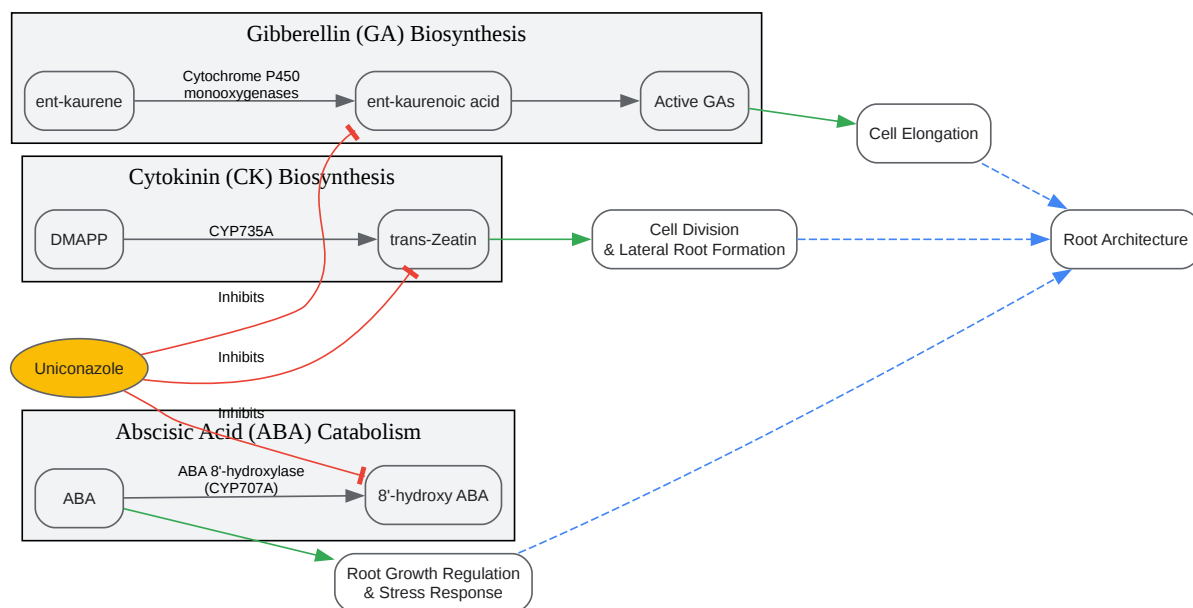 Gibberellin (GA) Biosynthesis
ent-kaurene
Cytochrome P450
monooxygenases
ent-kaurenoic acid
Active GAs
Cell Elongation
Cytokinin (CK) Biosynthesis
DMAPP
CYP735A
trans-Zeatin
Cell Division
& Lateral Root Formation
Root Architecture
Inhibits
Inhibits
Uniconazole
Inhibits
Abscisic Acid (ABA) Catabolism
ABA
ABA 8'-hydroxylase
(CYP707A)
8'-hydroxy ABA
Root Growth Regulation
& Stress Response